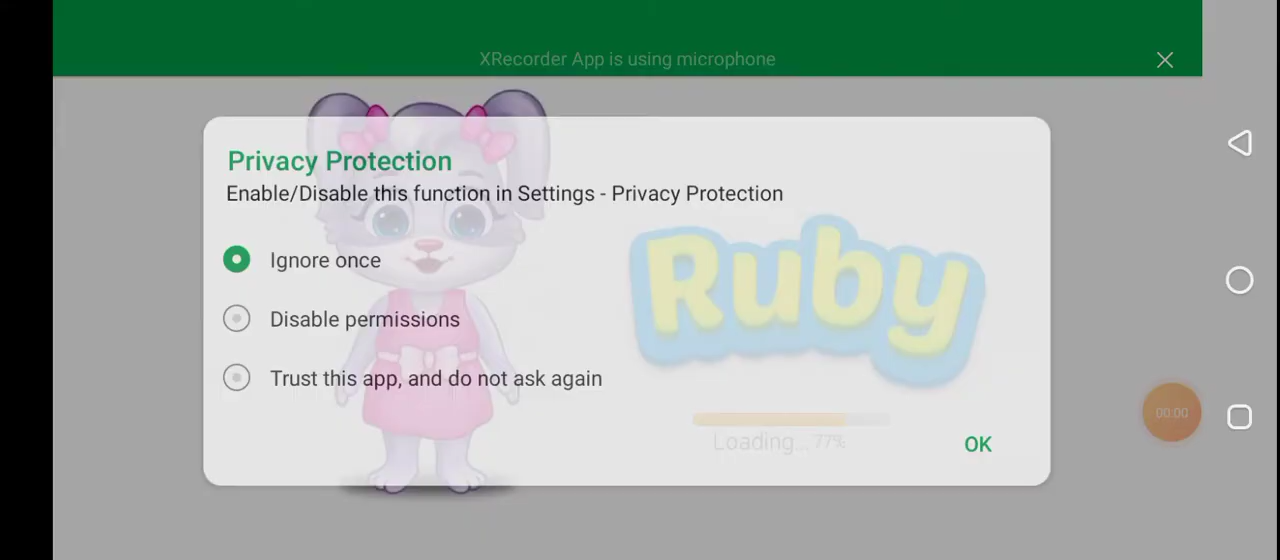 XRecorder App is using microphone
Privacy Protection
Enable/Disable this function in Settings - Privacy Protection
Ignore once
Disable permissions
Trust this app, and do not ask again
Ruby
Loading... 77%
OK
00:00